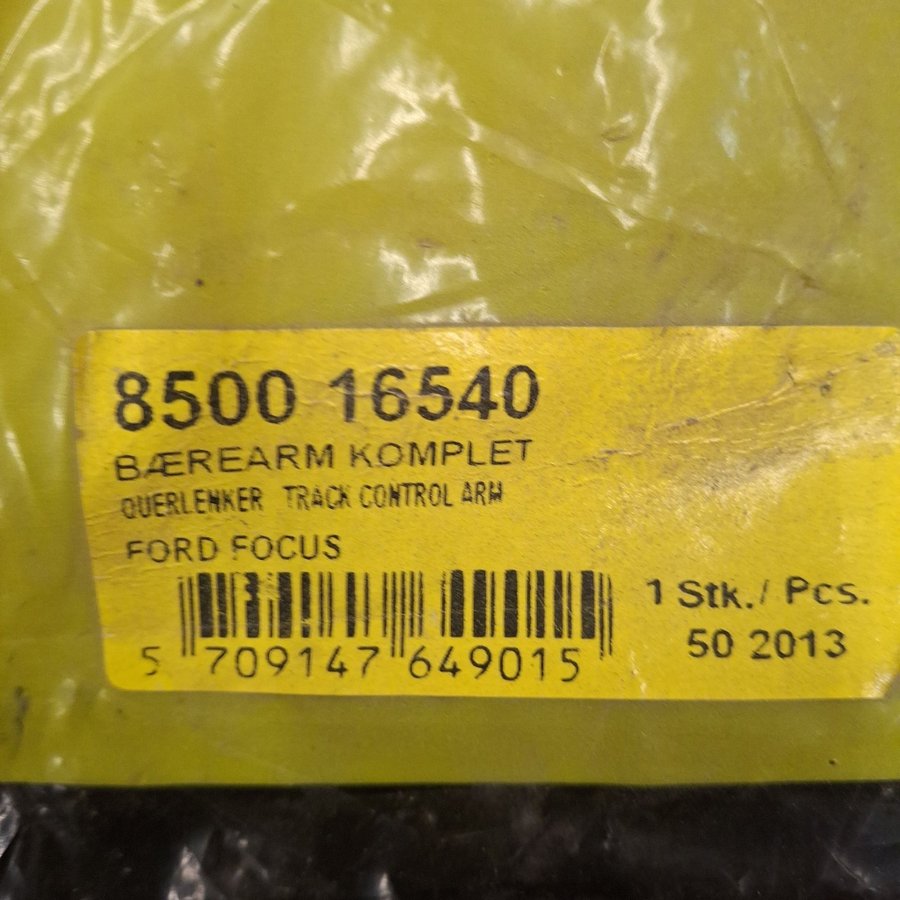 8500 16540
BÆREARM KOMPLET
QUERLENKER TRACK CONTROL ARM
FORD FOCUS
1 Stk./ Pcs.
50 2013
5 709147 649015